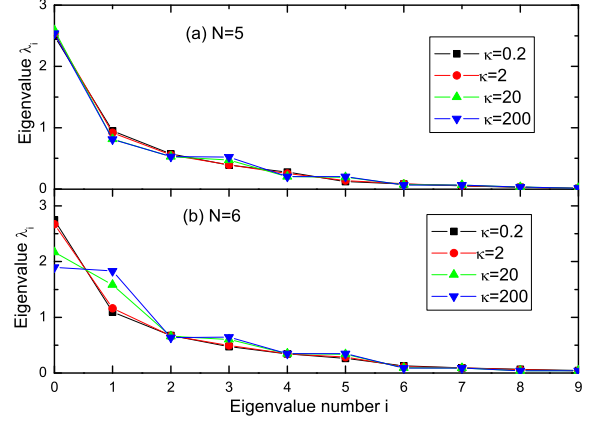 3
(a) N=5
κ=0.2
κ=2
κ=20
κ=200
Eigenvalue λi
2
1
0
3
(b) N=6
κ=0.2
κ=2
κ=20
κ=200
Eigenvalue λi
2
1
0
0 1 2 3 4 5 6 7 8 9
Eigenvalue number i